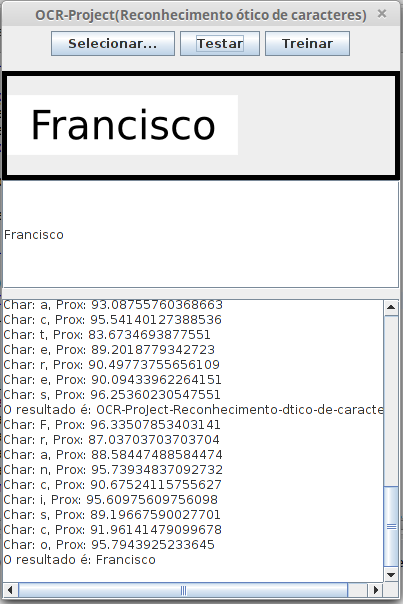 OCR-Project(Reconhecimento ótico de caracteres)
Selecionar... Testar Treinar
Francisco
Francisco
Char: a, Prox: 93.08755760368663
Char: c, Prox: 95.54140127388536
Char: t, Prox: 83.6734693877551
Char: e, Prox: 89.2018779342723
Char: r, Prox: 90.49773755656109
Char: e, Prox: 90.09433962264151
Char: s, Prox: 96.25360230547551
O resultado é: OCR-ProJect-Reconhecimento-dtico-de-caracte
Char: F, Prox: 96.33507853403141
Char: r, Prox: 87.03703703703704
Char: a, Prox: 88.58447488584474
Char: n, Prox: 95.73934837092732
Char: c, Prox: 90.67524115755627
Char: i, Prox: 95.60975609756098
Char: s, Prox: 89.19667590027701
Char: c, Prox: 91.96141479099678
Char: o, Prox: 95.7943925233645
O resultado é: Francisco